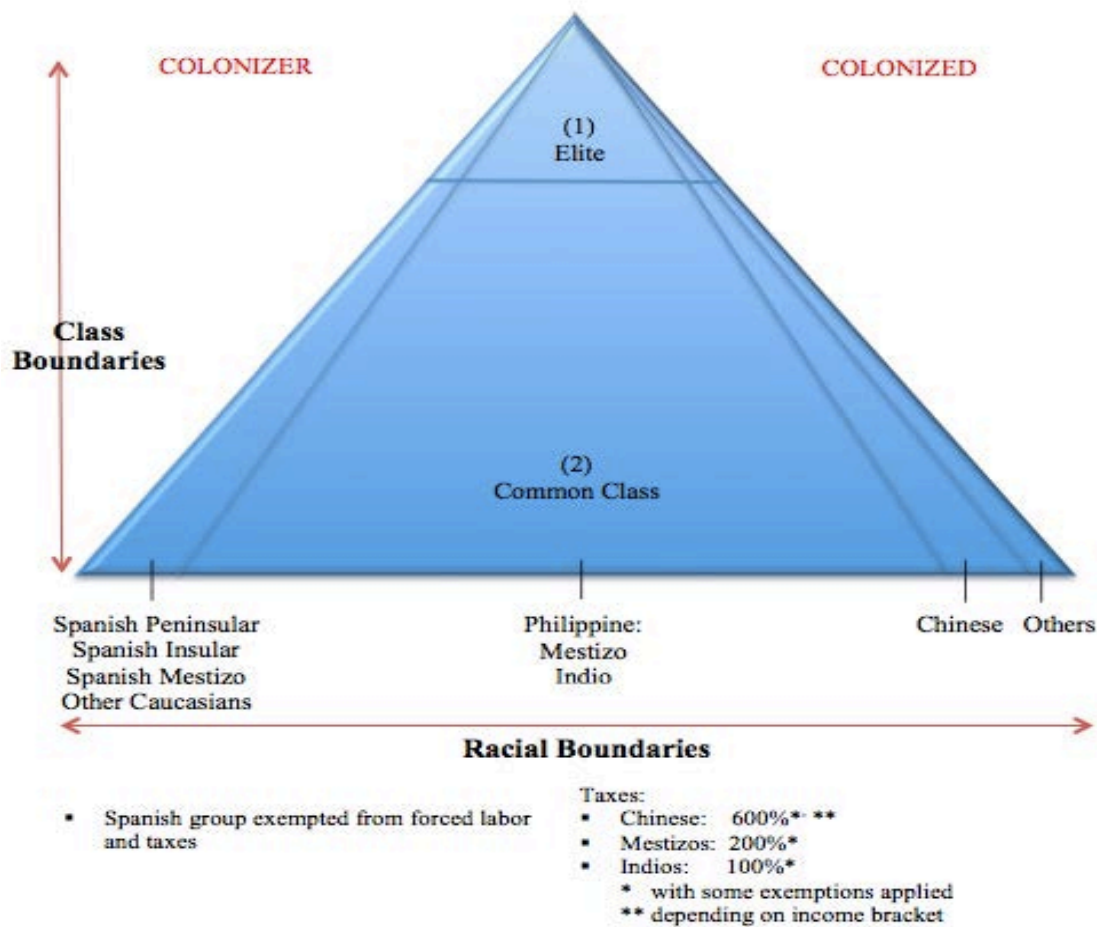 COLONIZER
COLONIZED
(1)
Elite
Class
Boundaries
(2)
Common Class
Spanish Peninsular
Spanish Insular
Spanish Mestizo
Other Caucasians
Philippine:
Mestizo
Indio
Chinese
Others
Racial Boundaries
▪ Spanish group exempted from forced labor
and taxes
Taxes:
▪ Chinese: 600%*, **
▪ Mestizos: 200%*
▪ Indios: 100%*
* with some exemptions applied
** depending on income bracket